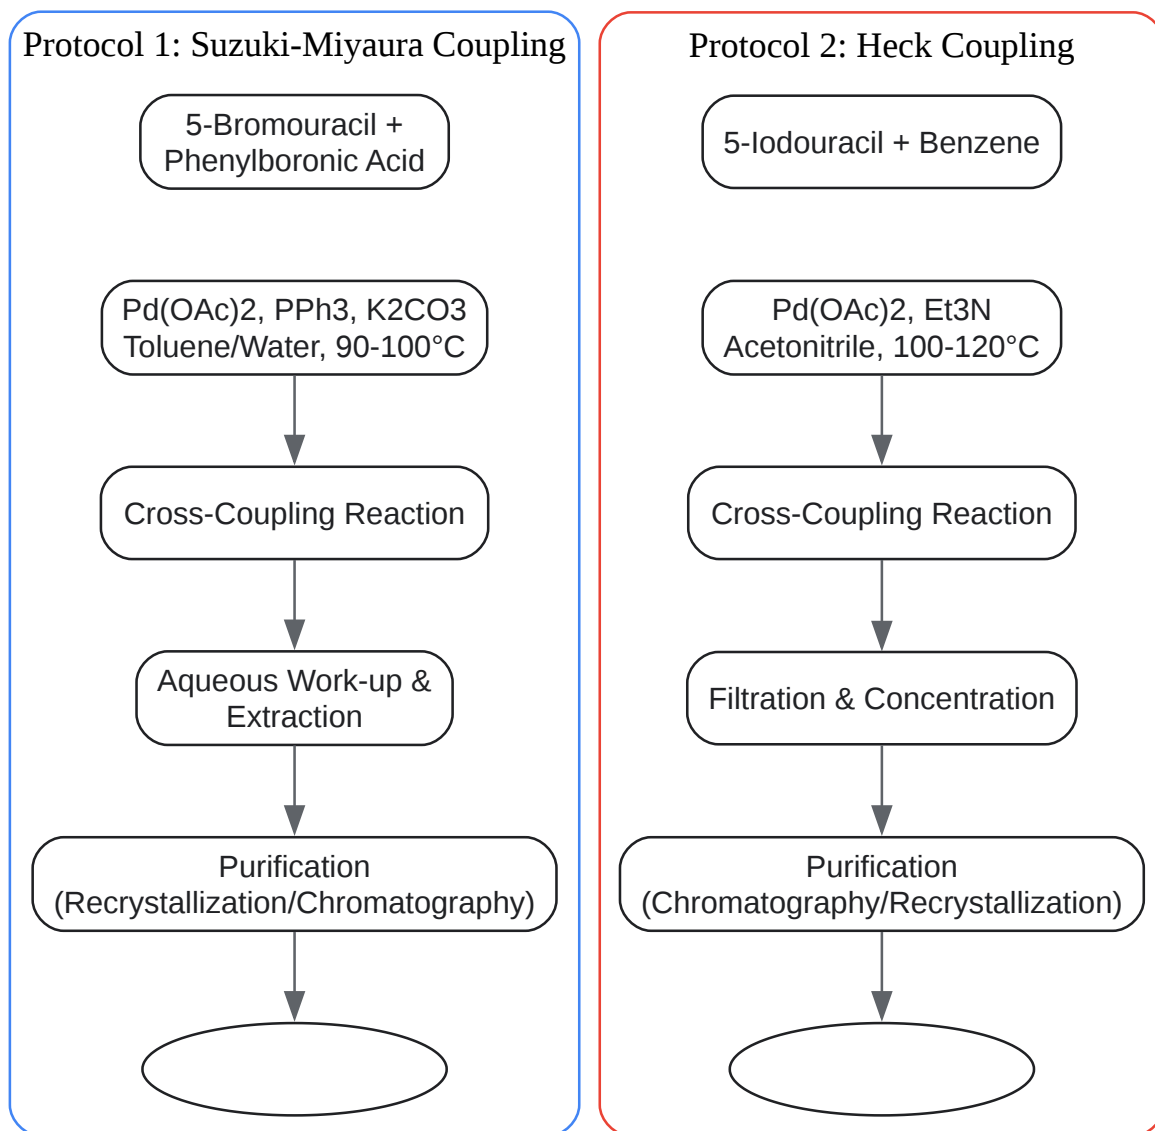 Protocol 1: Suzuki-Miyaura Coupling
5-Bromouracil +
Phenylboronic Acid
Pd(OAc)2, PPh3, K2CO3
Toluene/Water, 90-100°C
Cross-Coupling Reaction
Aqueous Work-up &
Extraction
Purification
(Recrystallization/Chromatography)
Protocol 2: Heck Coupling
5-Iodouracil + Benzene
Pd(OAc)2, Et3N
Acetonitrile, 100-120°C
Cross-Coupling Reaction
Filtration & Concentration
Purification
(Chromatography/Recrystallization)